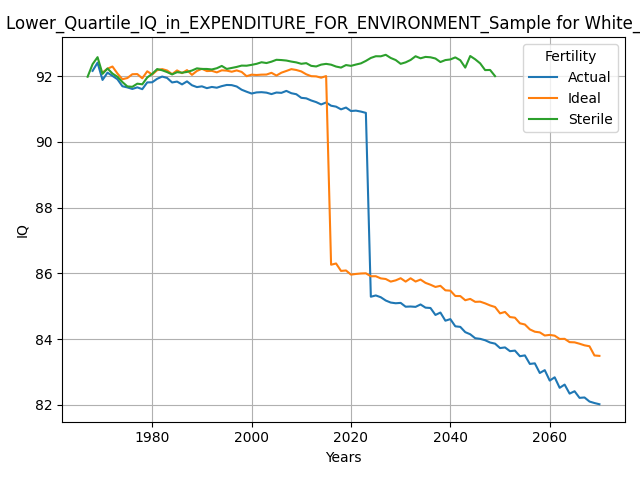 Lower_Quartile_IQ_in_EXPENDITURE_FOR_ENVIRONMENT_Sample for White_
Fertility
Actual
Ideal
Sterile
IQ
92
90
88
86
84
82
1980
2000
2020
2040
2060
Years